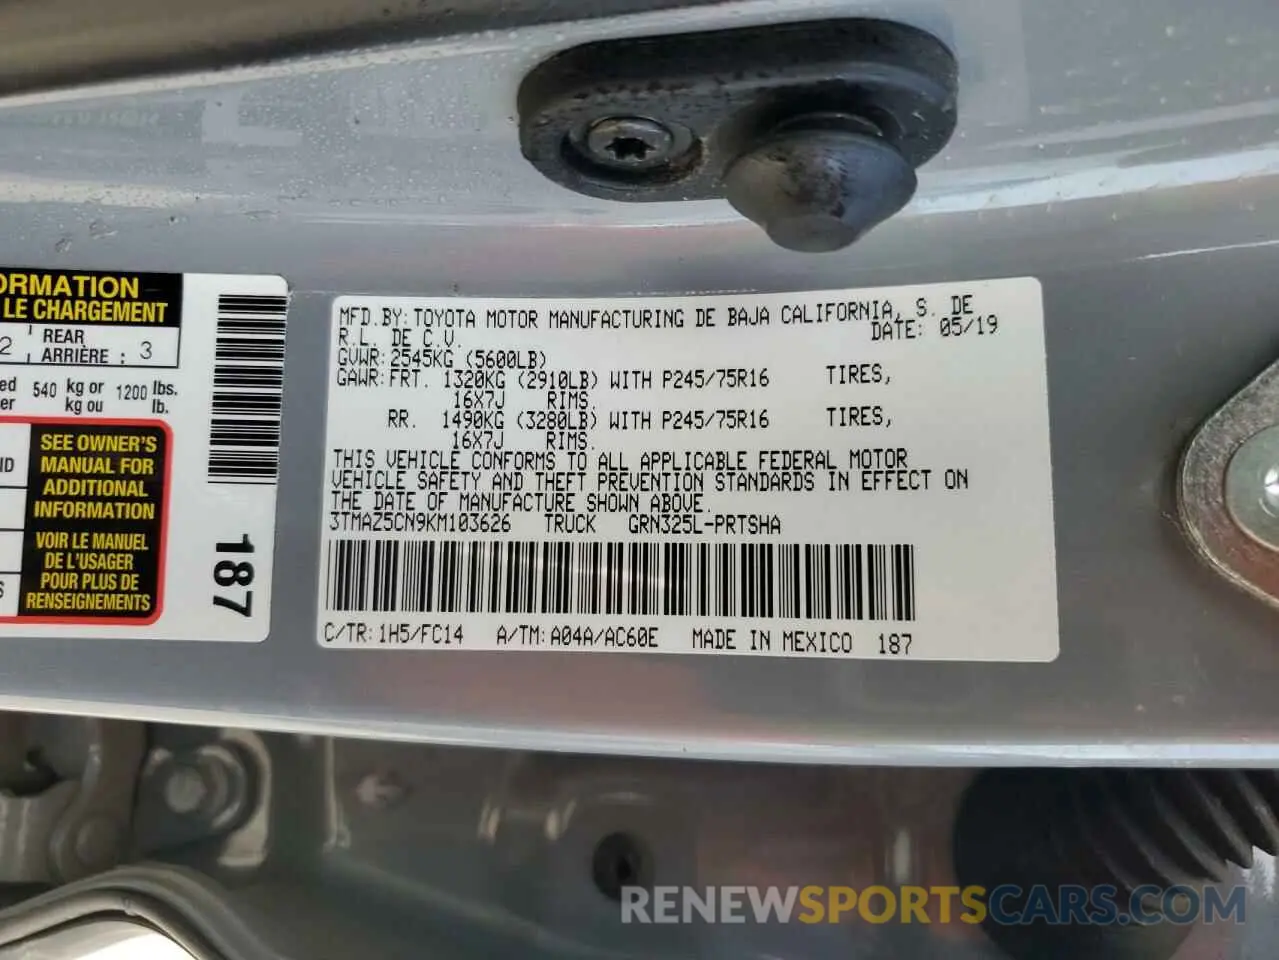 ORMATION
LE CHARGEMENT
2 REAR ARRIÈRE : 3
540 kg or kg ou 1200 lbs. lb.
SEE OWNER'S
MANUAL FOR
ADDITIONAL
INFORMATION
VOIR LE MANUEL
DE L'USAGER
POUR PLUS DE
RENSEIGNEMENTS
187
MFD.BY:TOYOTA MOTOR MANUFACTURING DE BAJA CALIFORNIA, S. DE
R.L. DE C.V. DATE: 05/19
GVWR:2545KG (5600LB)
GAWR:FRT. 1320KG (2910LB) WITH P245/75R16 TIRES,
16X7J RIMS.
RR. 1490KG (3280LB) WITH P245/75R16 TIRES,
16X7J RIMS.
THIS VEHICLE CONFORMS TO ALL APPLICABLE FEDERAL MOTOR
VEHICLE SAFETY AND THEFT PREVENTION STANDARDS IN EFFECT ON
THE DATE OF MANUFACTURE SHOWN ABOVE.
3TMAZ5CN9KM103626 TRUCK GRN325L-PRTSHA
C/TR:1H5/FC14 A/TM:A04A/AC60E MADE IN MEXICO 187
RENEWSPORTSCARS.COM